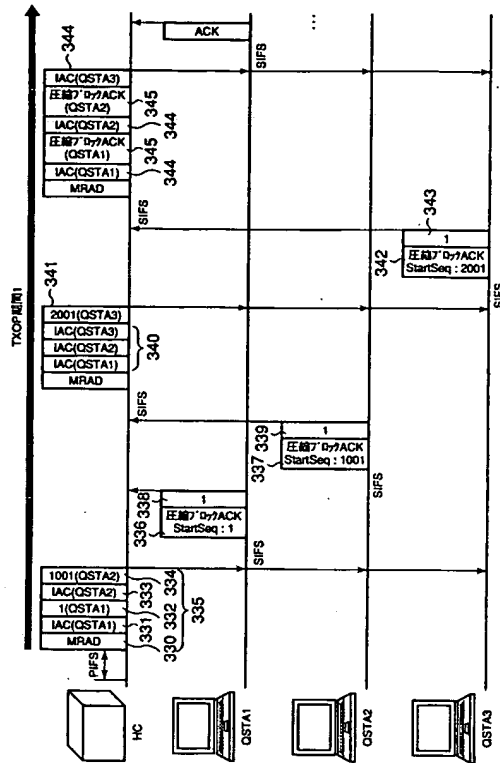 TXOP期間1
PIFS
MRAD
IAC(QSTA1)
1(QSTA1)
IAC(QSTA2)
1001(QSTA2)
330
331
332
333
334
335
SIFS
圧縮ブロックACK
StartSeq : 1
1
336
338
SIFS
圧縮ブロックACK
StartSeq : 1001
1
337
339
SIFS
MRAD
IAC(QSTA1)
IAC(QSTA2)
IAC(QSTA3)
2001(QSTA3)
340
341
SIFS
圧縮ブロックACK
StartSeq : 2001
1
342
343
SIFS
MRAD
IAC(QSTA1)
圧縮ブロックACK
(QSTA1)
IAC(QSTA2)
圧縮ブロックACK
(QSTA2)
IAC(QSTA3)
344
345
344
345
344
SIFS
ACK
…
HC
QSTA1
QSTA2
QSTA3